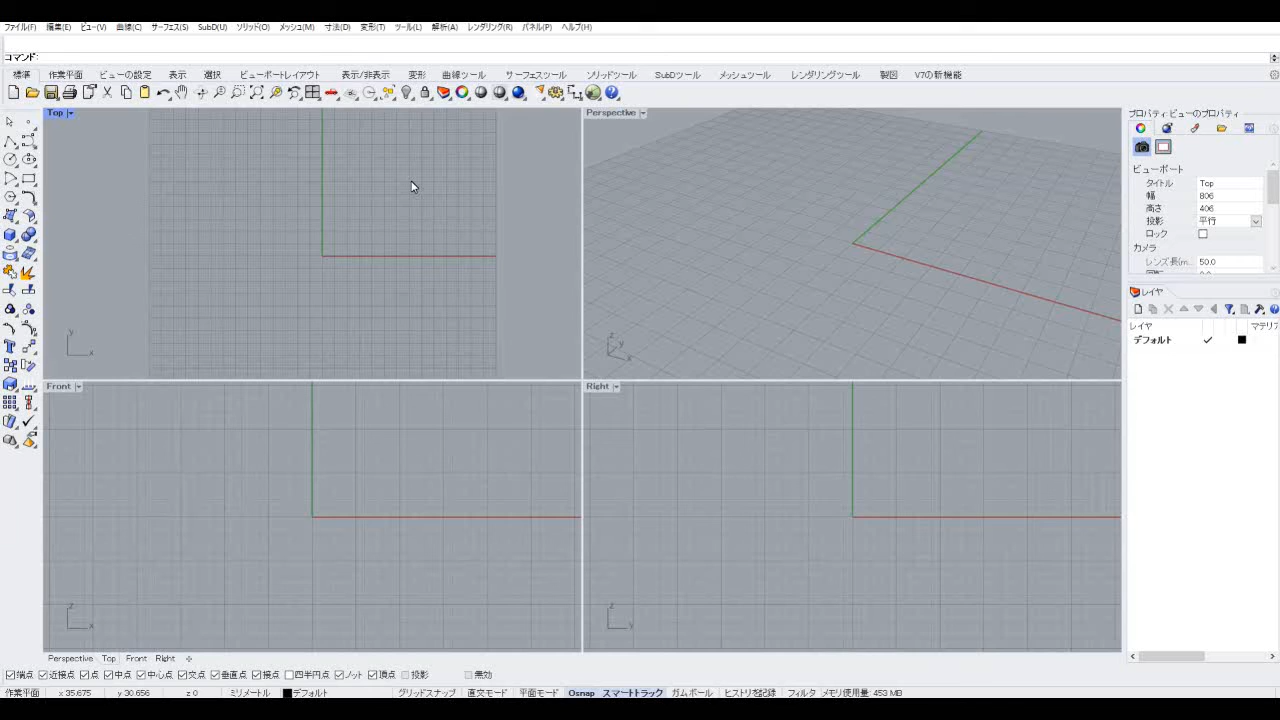 ファイル(F) 編集(E) ビュー(V) 曲線(C) サーフェス(S) SubD(U) ソリッド(O) メッシュ(M) 寸法(D) 変形(T) ツール(L) 解析(A) レンダリング(R) パネル(P) ヘルプ(H)
コマンド:
標準 作業平面 ビューの設定 表示 選択 ビューポートレイアウト 表示/非表示 変形 曲線ツール サーフェスツール ソリッドツール SubDツール メッシュツール レンダリングツール 製図 V7の新機能
Top
Perspective
y
x
z
y
x
Front
Right
z
x
z
y
プロパティ: ビューのプロパティ
ビューポート
タイトル Top
幅 806
高さ 406
投影 平行
ロック
カメラ
レンズ長(m... 50.0
レイヤ
レイヤ マテリア
デフォルト
Perspective Top Front Right
端点 近接点 点 中点 中心点 交点 垂直点 接点 四半円点 ノット 頂点 投影 無効
作業平面 x 35.675 y 30.656 z 0 ミリメートル デフォルト グリッドスナップ 直交モード 平面モード Osnap スマートトラック ガムボール ヒストリを記録 フィルタ メモリ使用量: 453 MB